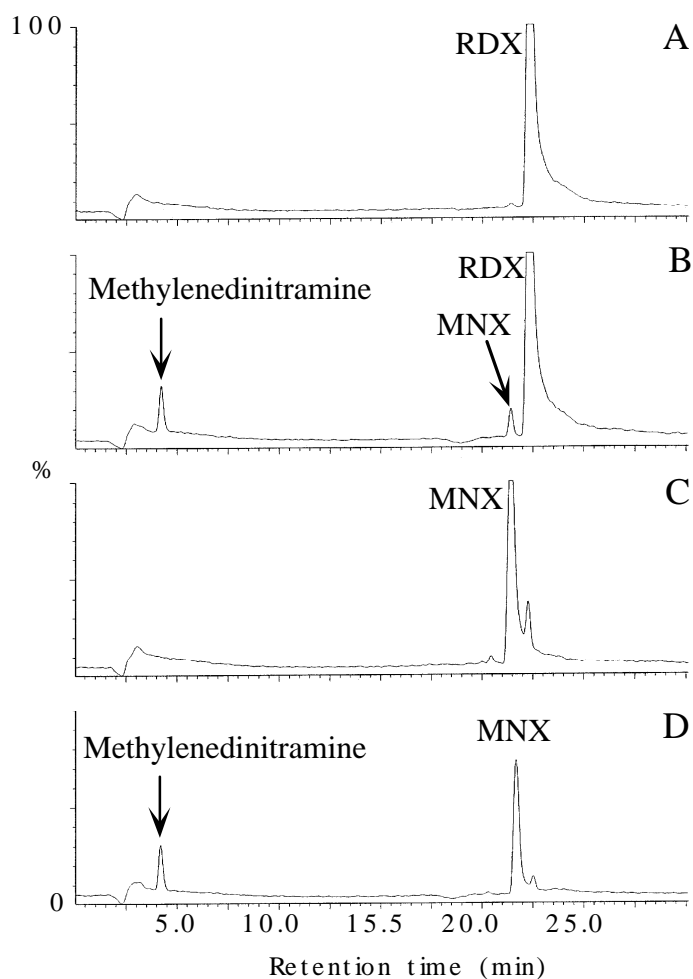 100
RDX
A
RDX
B
Methylenedinitramine
MNX
%
MNX
C
MNX
D
Methylenedinitramine
0
5.0 10.0 15.5 20.0 25.0
Retention time (min)